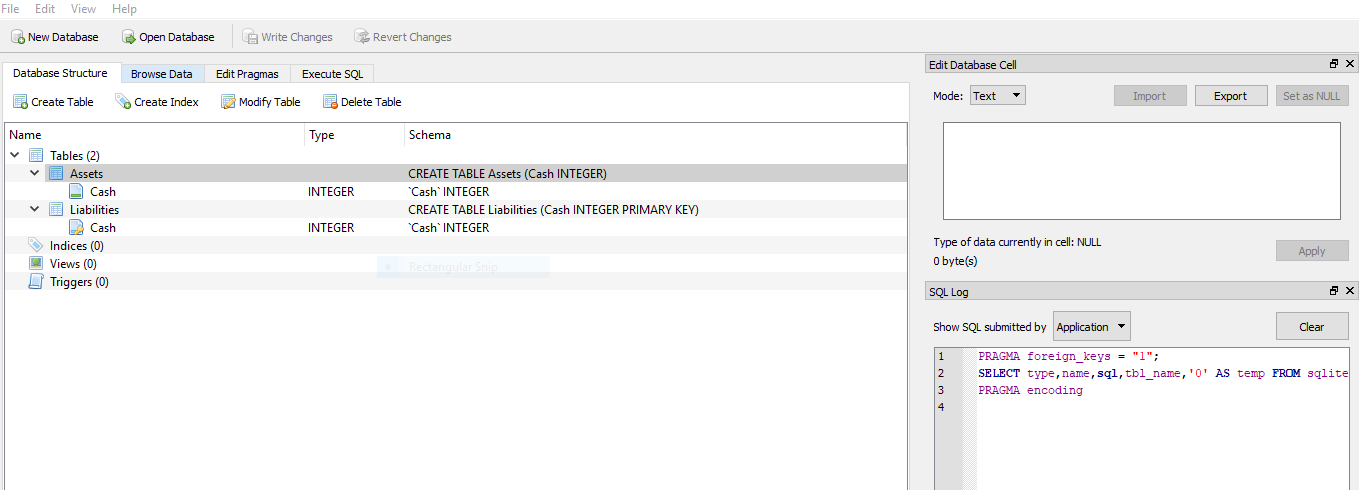 File Edit View Help
New Database Open Database Write Changes Revert Changes
Database Structure Browse Data Edit Pragmas Execute SQL
Create Table Create Index Modify Table Delete Table
Name Type Schema
Tables (2)
Assets CREATE TABLE Assets (Cash INTEGER)
Cash INTEGER `Cash` INTEGER
Liabilities CREATE TABLE Liabilities (Cash INTEGER PRIMARY KEY)
Cash INTEGER `Cash` INTEGER
Indices (0)
Views (0)
Rectangular Snip
Triggers (0)
Edit Database Cell
Mode: Text Import Export Set as NULL
Type of data currently in cell: NULL
0 byte(s)
Apply
SQL Log
Show SQL submitted by Application Clear
1 PRAGMA foreign_keys = "1";
2 SELECT type,name,sql,tbl_name,'0' AS temp FROM sqlite
3 PRAGMA encoding
4